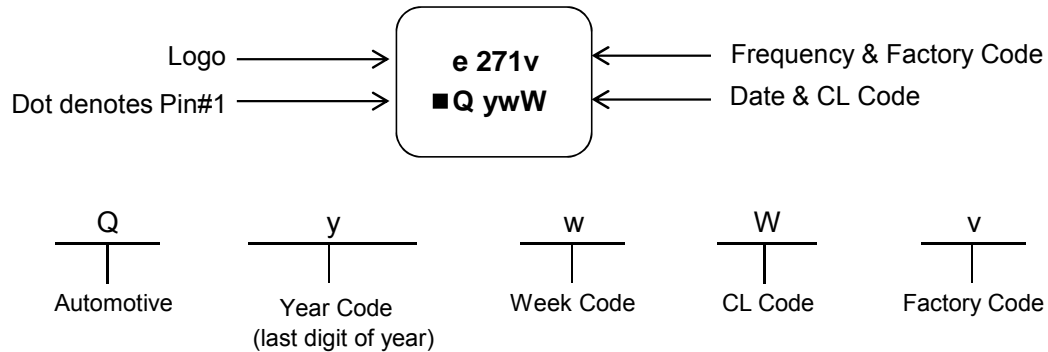 Logo
e 271v
Frequency & Factory Code
Dot denotes Pin#1
■Q ywW
Date & CL Code
Q
y
w
W
v
Automotive
Year Code
(last digit of year)
Week Code
CL Code
Factory Code